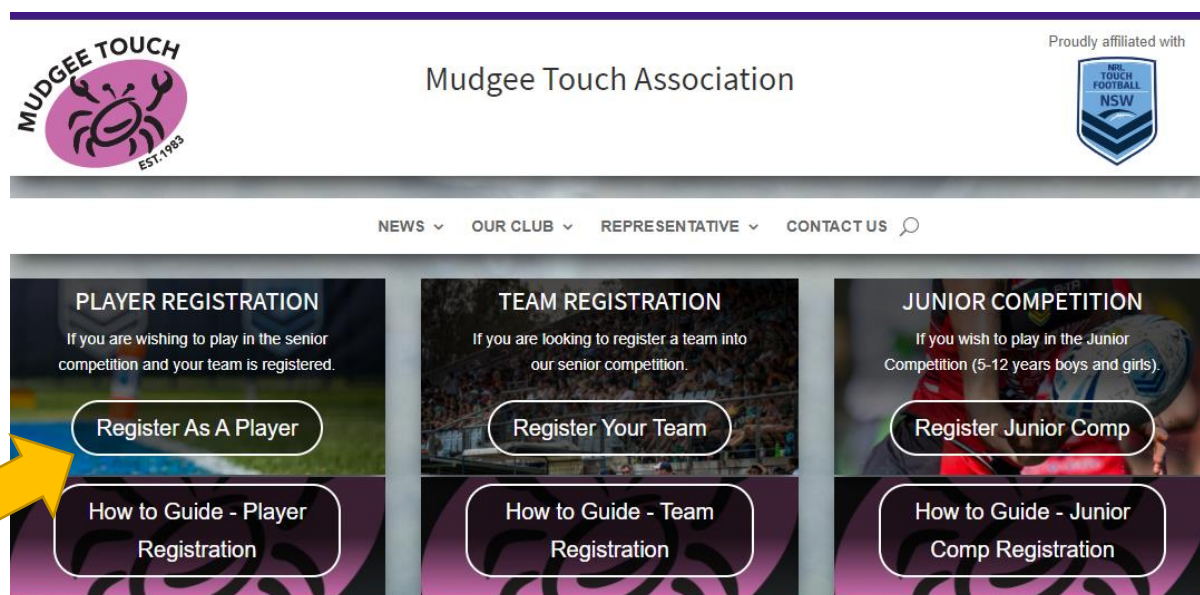 MUDGEE TOUCH
EST.1983
Mudgee Touch Association
Proudly affiliated with
NRL
TOUCH
FOOTBALL
NSW
NEWS OUR CLUB REPRESENTATIVE CONTACT US
PLAYER REGISTRATION
If you are wishing to play in the senior
competition and your team is registered.
Register As A Player
How to Guide - Player
Registration
TEAM REGISTRATION
If you are looking to register a team into
our senior competition.
Register Your Team
How to Guide - Team
Registration
JUNIOR COMPETITION
If you wish to play in the Junior
Competition (5-12 years boys and girls).
Register Junior Comp
How to Guide - Junior
Comp Registration